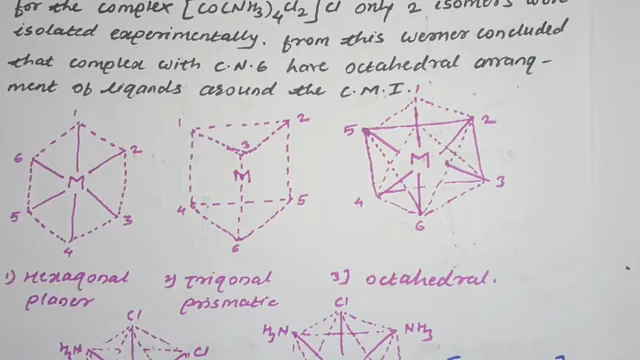 for the complex [CO(NH3)4Cl2]Cl only 2 isomers were
isolated experimentally. From this Werner concluded
that complex with C.N.6 have octahedral arrang-
ment of ligands around the C.M.I.
1 2 3 4 5 6 M
1 2 3 4 5 6 M
1 2 3 4 5 6 M
1) Hexagonal planer
2) Trigonal prismatic
3] octahedral.
Cl
H3N Cl
Cl
H3N NH3